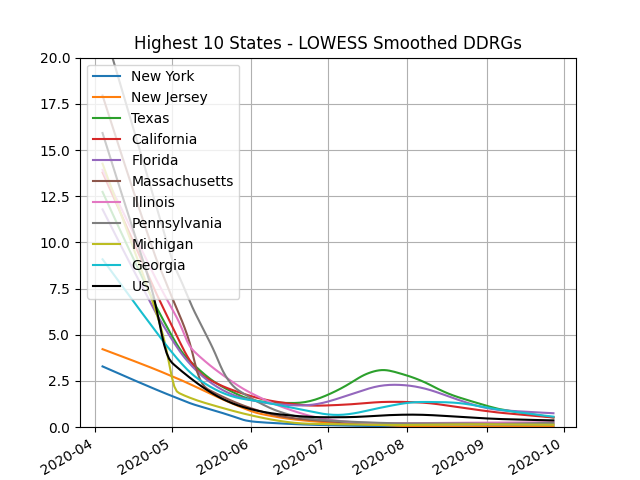 Highest 10 States - LOWESS Smoothed DDRGs
20.0
17.5
15.0
12.5
10.0
7.5
5.0
2.5
0.0
New York
New Jersey
Texas
California
Florida
Massachusetts
Illinois
Pennsylvania
Michigan
Georgia
US
2020-04
2020-05
2020-06
2020-07
2020-08
2020-09
2020-10